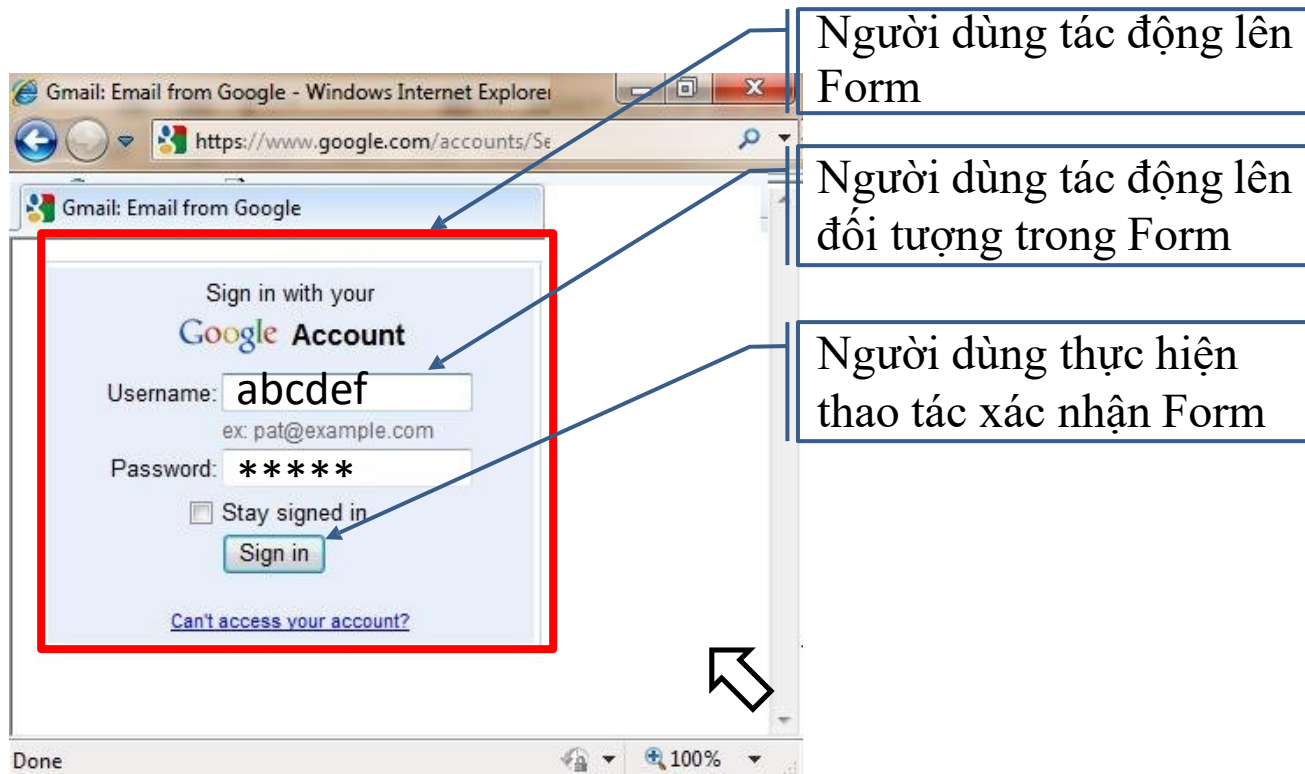 Người dùng tác động lên
Form
Gmail: Email from Google - Windows Internet Explorer
https://www.google.com/accounts/Se
Người dùng tác động lên
đối tượng trong Form
Gmail: Email from Google
Sign in with your
Google Account
Username: abcdef
ex: pat@example.com
Password: *****
Stay signed in
Sign in
Can't access your account?
Người dùng thực hiện
thao tác xác nhận Form
Done
100%